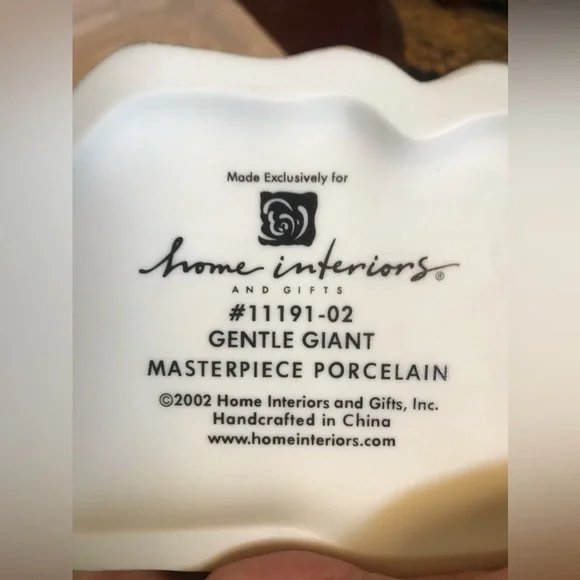 Made Exclusively for
home interiors®
AND GIFTS
#11191-02
GENTLE GIANT
MASTERPIECE PORCELAIN
©2002 Home Interiors and Gifts, Inc.
Handcrafted in China
www.homeinteriors.com